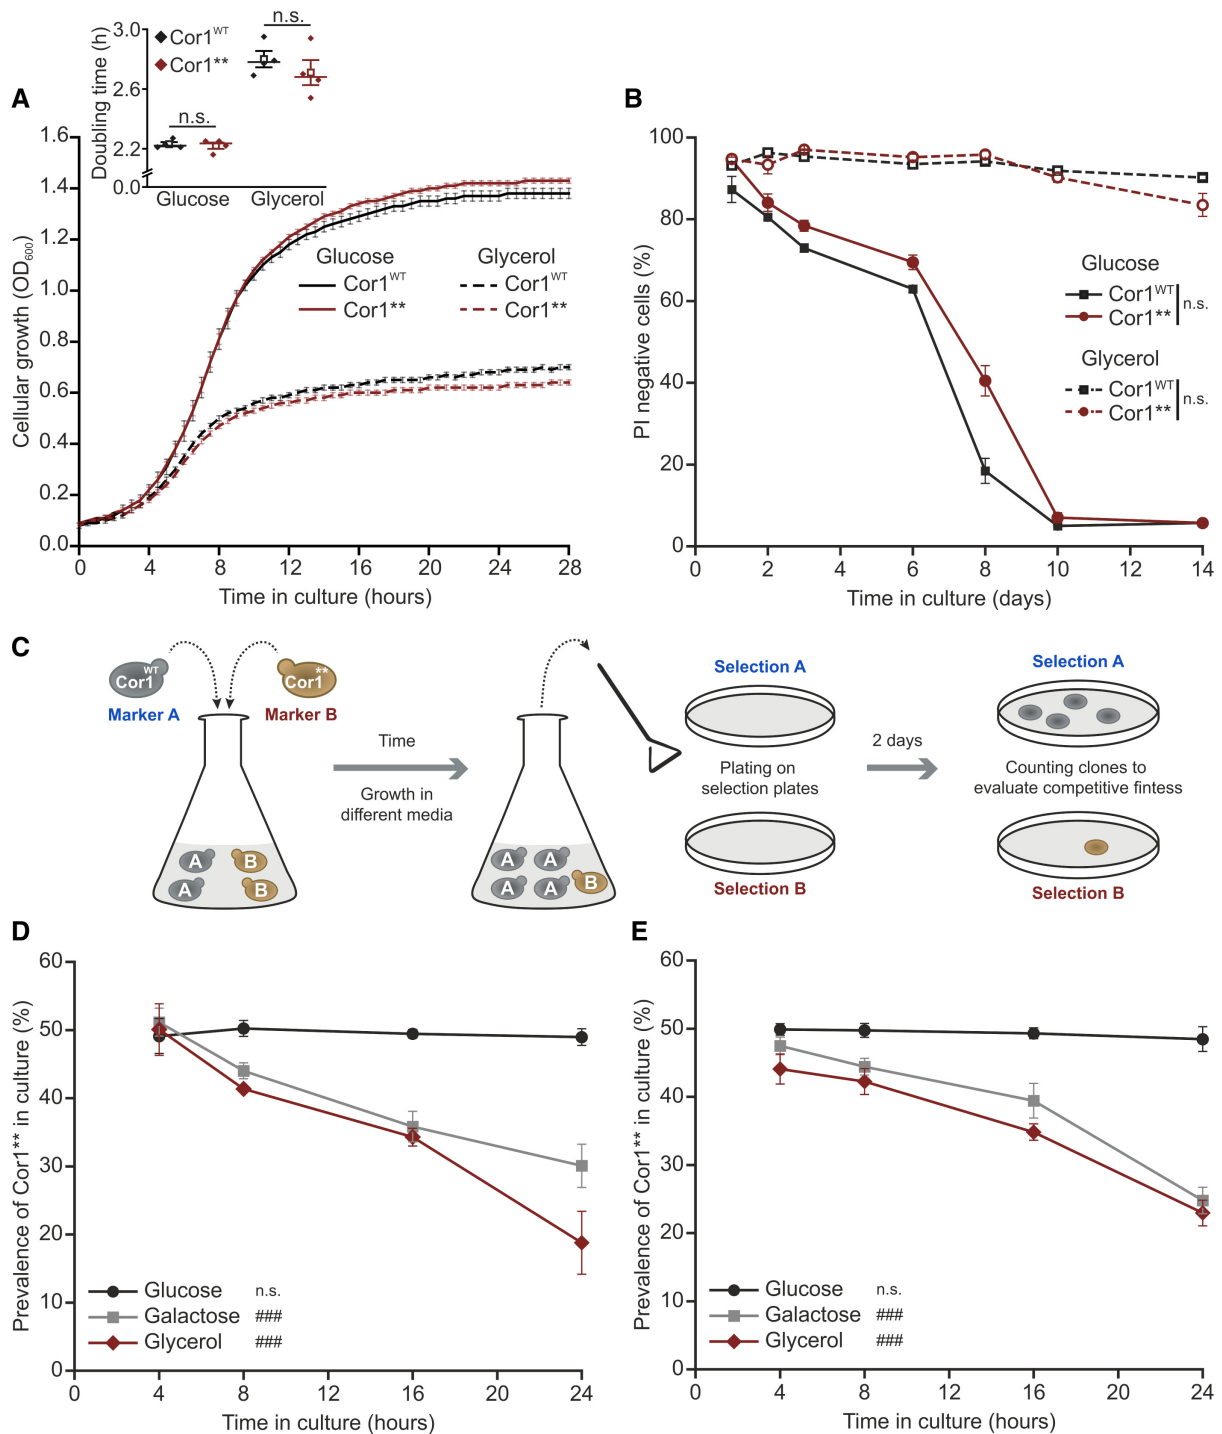 A
Doubling time (h)
3.0
2.6
2.2
0.0
Cor1WT
Cor1**
n.s.
n.s.
Glucose Glycerol
Cellular growth (OD600)
1.6
1.4
1.2
1.0
0.8
0.6
0.4
0.2
0.0
Glucose Glycerol
Cor1WT Cor1WT
Cor1** Cor1**
0 4 8 12 16 20 24 28
Time in culture (hours)
B
PI negative cells (%)
100
80
60
40
20
0
Glucose
Cor1WT
Cor1**
n.s.
Glycerol
Cor1WT
Cor1**
n.s.
0 2 4 6 8 10 12 14
Time in culture (days)
C
Cor1WT
Marker A
Cor1**
Marker B
A B
A B
Time
Growth in
different media
A A
A A B
Selection A
Plating on
selection plates
Selection B
2 days
Selection A
Counting clones to
evaluate competitive fintess
Selection B
D
Prevalence of Cor1** in culture (%)
60
50
40
30
20
10
0
Glucose n.s.
Galactose ###
Glycerol ###
0 4 8 12 16 20 24
Time in culture (hours)
E
Prevalence of Cor1** in culture (%)
60
50
40
30
20
10
0
Glucose n.s.
Galactose ###
Glycerol ###
0 4 8 12 16 20 24
Time in culture (hours)